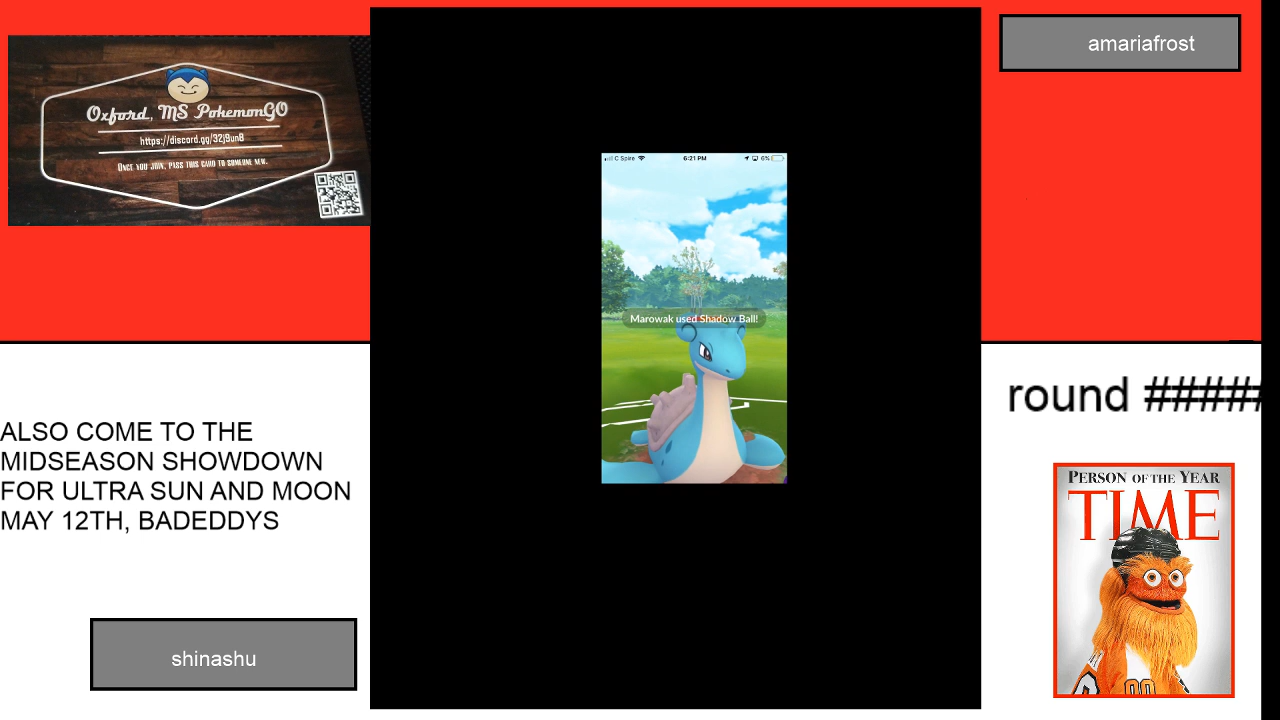 amariafrost
Oxford, MS PokemonGO
https://discord.gg/32j9un8
ONCE YOU JOIN, PASS THIS CARD TO SOMEONE NEW.
C Spire
6:21 PM
6%
Marowak used Shadow Ball!
round #####
ALSO COME TO THE
MIDSEASON SHOWDOWN
FOR ULTRA SUN AND MOON
MAY 12TH, BADEDDYS
PERSON OF THE YEAR
TIME
shinashu